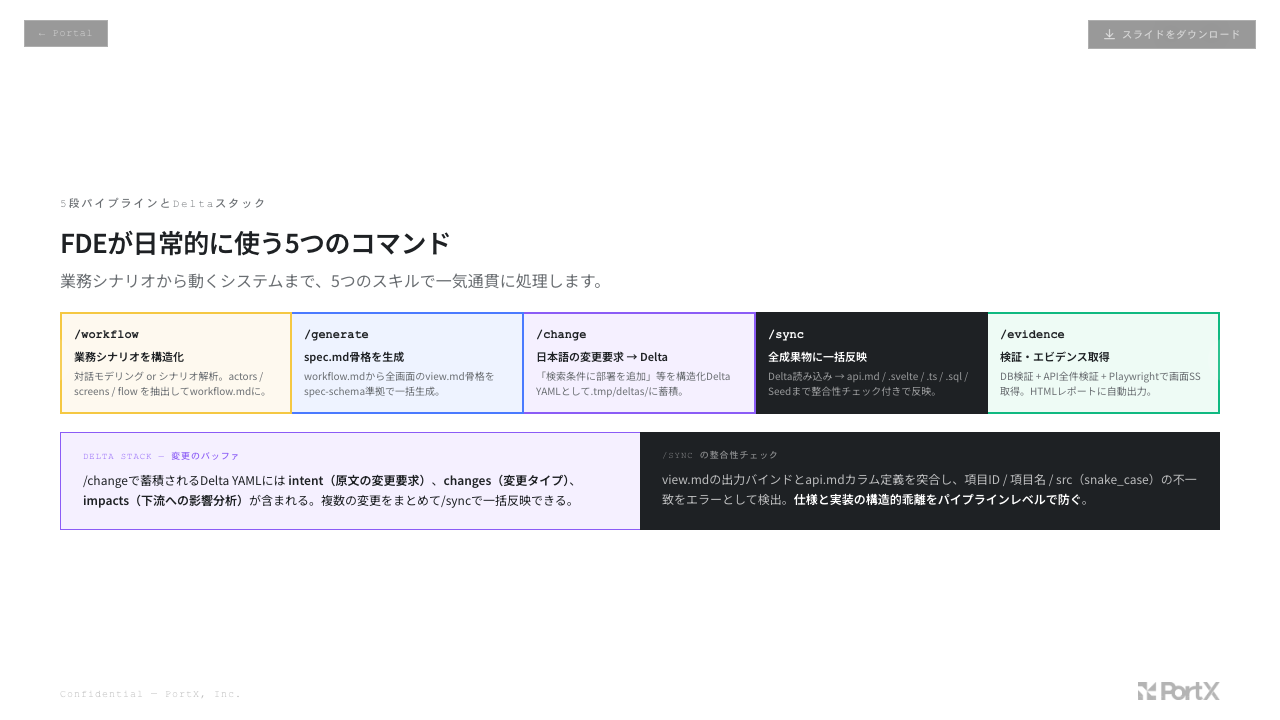 ← Portal
スライドをダウンロード
5段パイプラインとDeltaスタック
FDEが日常的に使う5つのコマンド
業務シナリオから動くシステムまで、5つのスキルで一気通貫に処理します。
/workflow
業務シナリオを構造化
対話モデリング or シナリオ解析。actors /
screens / flow を抽出してworkflow.mdに。
/generate
spec.md骨格を生成
workflow.mdから全画面のview.md骨格を
spec-schema準拠で一括生成。
/change
日本語の変更要求 → Delta
「検索条件に部署を追加」等を構造化Delta
YAMLとして.tmp/deltas/に蓄積。
/sync
全成果物に一括反映
Delta読み込み → api.md / .svelte / .ts / .sql /
Seedまで整合性チェック付きで反映。
/evidence
検証・エビデンス取得
DB検証 + API全件検証 + Playwrightで画面SS
取得。HTMLレポートに自動出力。
DELTA STACK — 変更のバッファ
/changeで蓄積されるDelta YAMLには intent（原文の変更要求）、changes（変更タイプ）、
impacts（下流への影響分析）が含まれる。複数の変更をまとめて/syncで一括反映できる。
/SYNC の整合性チェック
view.mdの出力バインドとapi.mdカラム定義を突合し、項目ID / 項目名 / src（snake_case）の不一
致をエラーとして検出。仕様と実装の構造的乖離をパイプラインレベルで防ぐ。
Confidential — PortX, Inc.
PortX